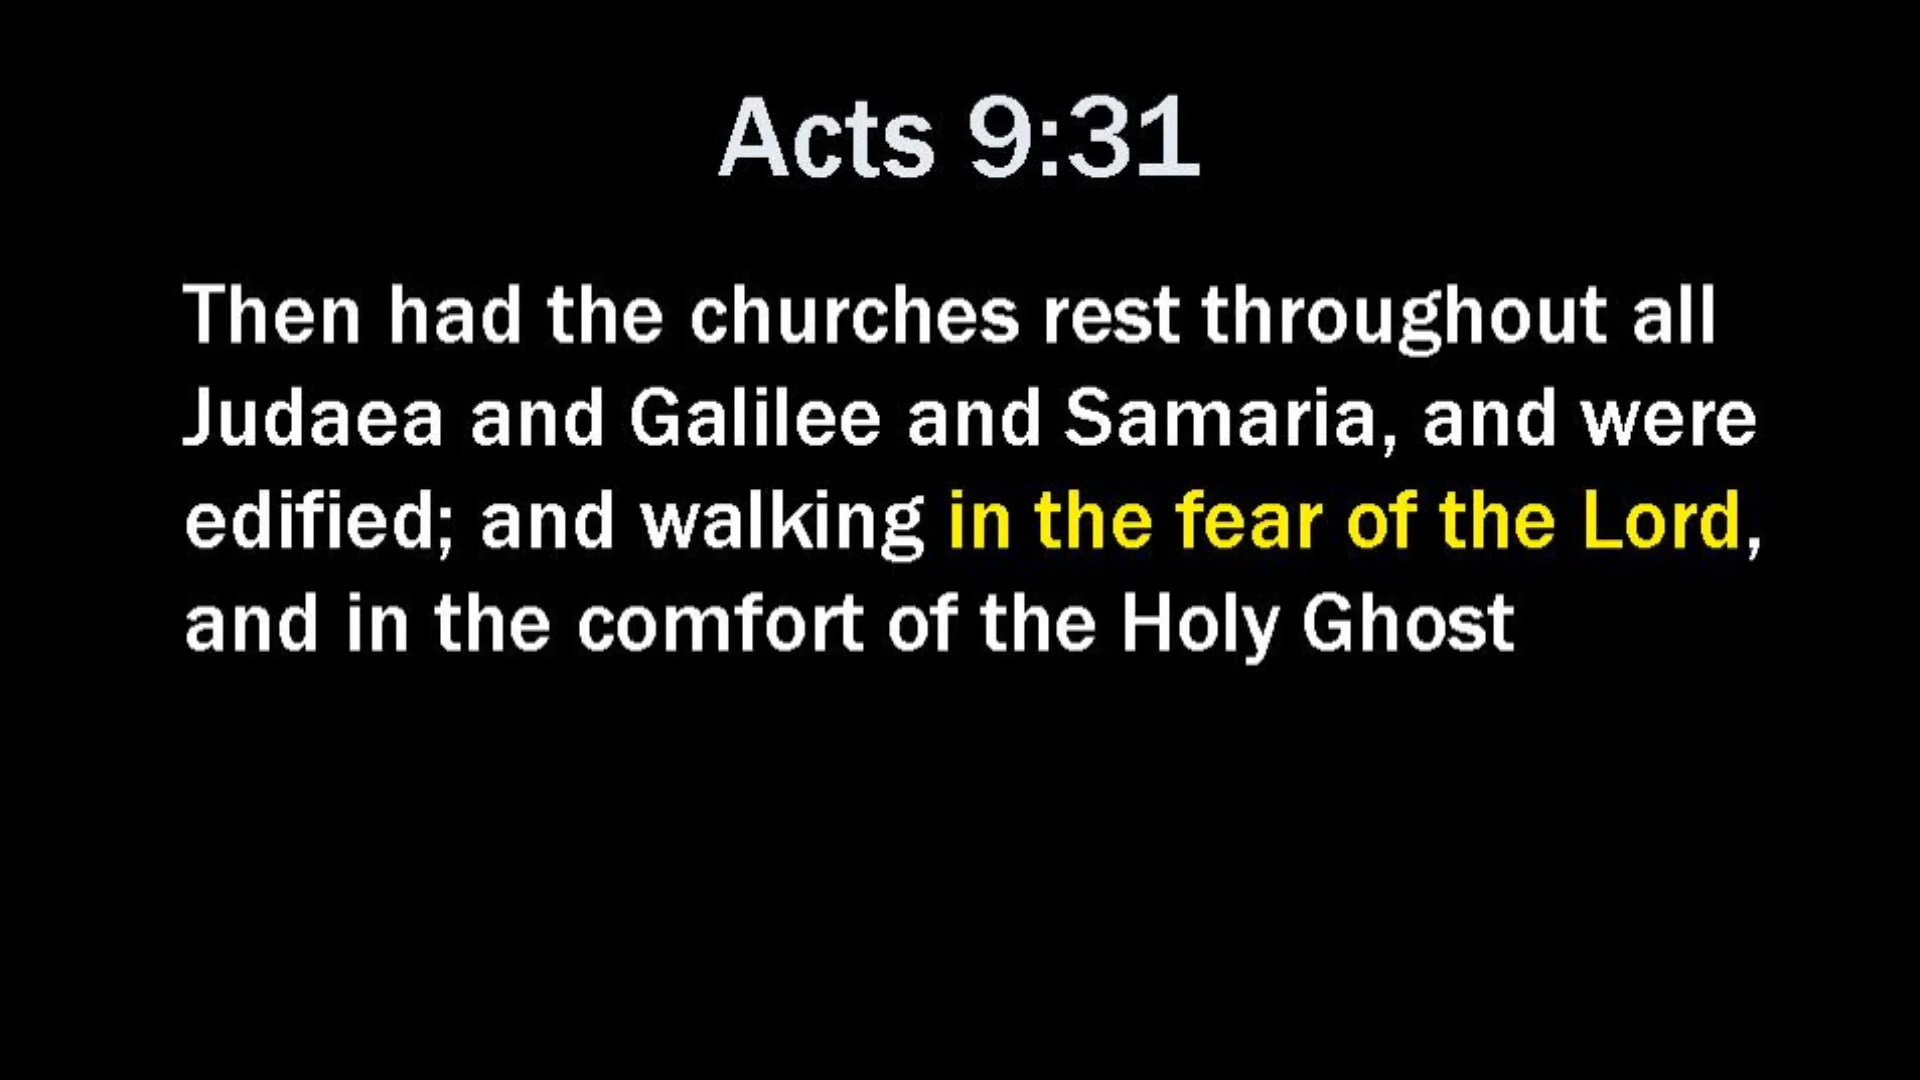 Acts 9:31
Then had the churches rest throughout all
Judaea and Galilee and Samaria, and were
edified; and walking in the fear of the Lord,
and in the comfort of the Holy Ghost